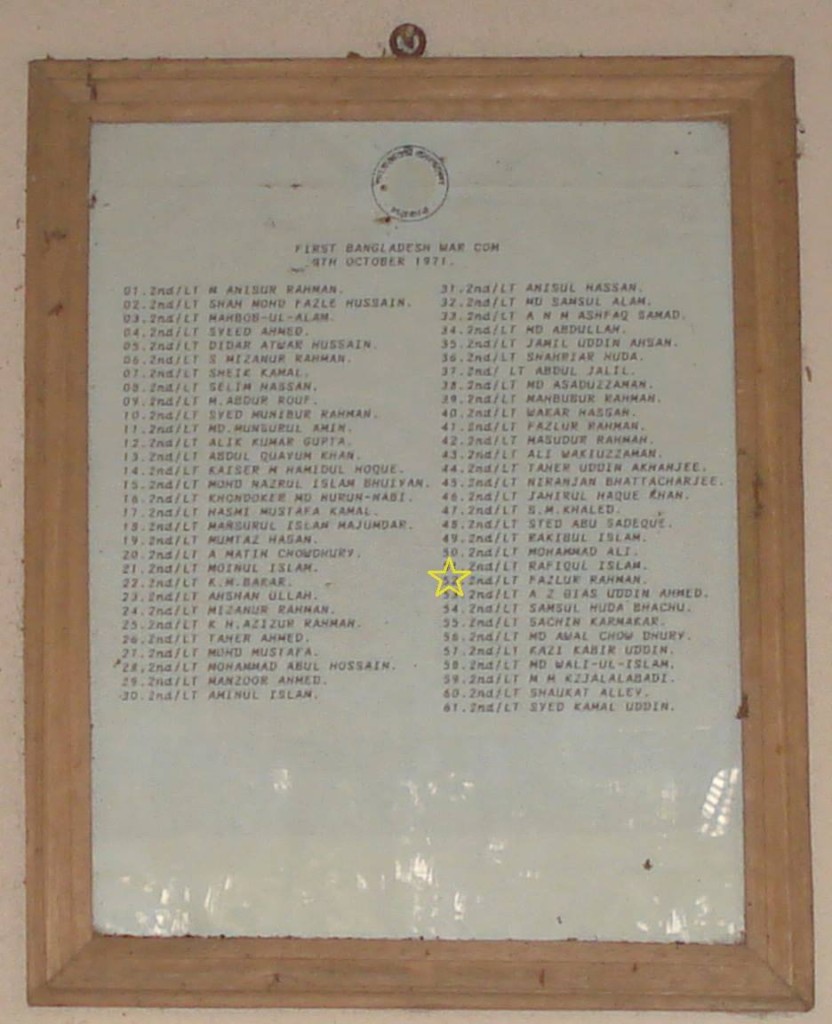 FIRST BANGLADESH WAR COM
9TH OCTOBER 1971.
01.2nd/LT M ANISUR RAHMAN.
02.2nd/LT SHAH MOHD FAZLE HUSSAIN.
03.2nd/LT MAHBOB-UL-ALAM.
04.2nd/LT SYEED AHMED.
05.2nd/LT DIDAR ATWAR HUSSAIN.
06.2nd/LT S MIZANUR RAHMAN.
07.2nd/LT SHEIK KAMAL.
08.2nd/LT SELIM HASSAN.
09.2nd/LT M.ABDUR ROUF.
10.2nd/LT SYED MUNIBUR RAHMAN.
11.2nd/LT MD.MUNSURUL AMIN.
12.2nd/LT ALIK KUMAR GUPTA.
13.2nd/LT ABDUL QUAYUM KHAN.
14.2nd/LT KAISER M HAMIDUL HOQUE.
15.2nd/LT MOHD NAZRUL ISLAM BHUIYAN.
16.2nd/LT KHONDOKER MD NURUN-NABI.
17.2nd/LT HASMI MUSTAFA KAMAL.
18.2nd/LT MANSURUL ISLAM MAJUMDAR.
19.2nd/LT MUMTAZ HASAN.
20.2nd/LT A MATIN CHOWDHURY.
21.2nd/LT MOINUL ISLAM.
22.2nd/LT K.M.BAKAR.
23.2nd/LT AHSHAN ULLAH.
24.2nd/LT MIZANUR RAHMAN.
25.2nd/LT K H.AZIZUR RAHMAN.
26.2nd/LT TAHER AHMED.
27.2nd/LT MOHD MUSTAFA.
28.2nd/LT MOHAMMAD ABUL HOSSAIN.
29.2nd/LT MANZOOR AHMED.
30.2nd/LT AMINUL ISLAM.
31.2nd/LT ANISUL HASSAN.
32.2nd/LT MD SAMSUL ALAM.
33.2nd/LT A N M ASHFAQ SAMAD.
34.2nd/LT MD ABDULLAH.
35.2nd/LT JAMIL UDDIN AHSAN.
36.2nd/LT SHAHRIAR HUDA.
37.2nd/ LT ABDUL JALIL.
38.2nd/LT MD ASADUZZAMAN.
39.2nd/LT MAHBUBUR RAHMAN.
40.2nd/LT WAKAR HASSAN.
41.2nd/LT FAZLUR RAHMAN.
42.2nd/LT MASUDUR RAHMAN.
43.2nd/LT ALI WAKIUZZAMAN.
44.2nd/LT TAHER UDDIN AKHANJEE.
45.2nd/LT NIRANJAN BHATTACHARJEE.
46.2nd/LT JAHIRUL HAQUE KHAN.
47.2nd/LT S.M.KHALED.
48.2nd/LT SYED ABU SADEQUE.
49.2nd/LT RAKIBUL ISLAM.
50.2nd/LT MOHAMMAD ALI.
2nd/LT RAFIQUL ISLAM.
2nd/LT FAZLUR RAHMAN.
2nd/LT A Z GIAS UDDIN AHMED.
54.2nd/LT SAMSUL HUDA BHACHU.
55.2nd/LT SACHIN KARMAKAR.
56.2nd/LT MD AWAL CHOW DHURY.
57.2nd/LT KAZI KABIR UDDIN.
58.2nd/LT MD WALI-UL-ISLAM.
59.2nd/LT M M KZJALALABADI.
60.2nd/LT SHAUKAT ALLEY.
61.2nd/LT SYED KAMAL UDDIN.